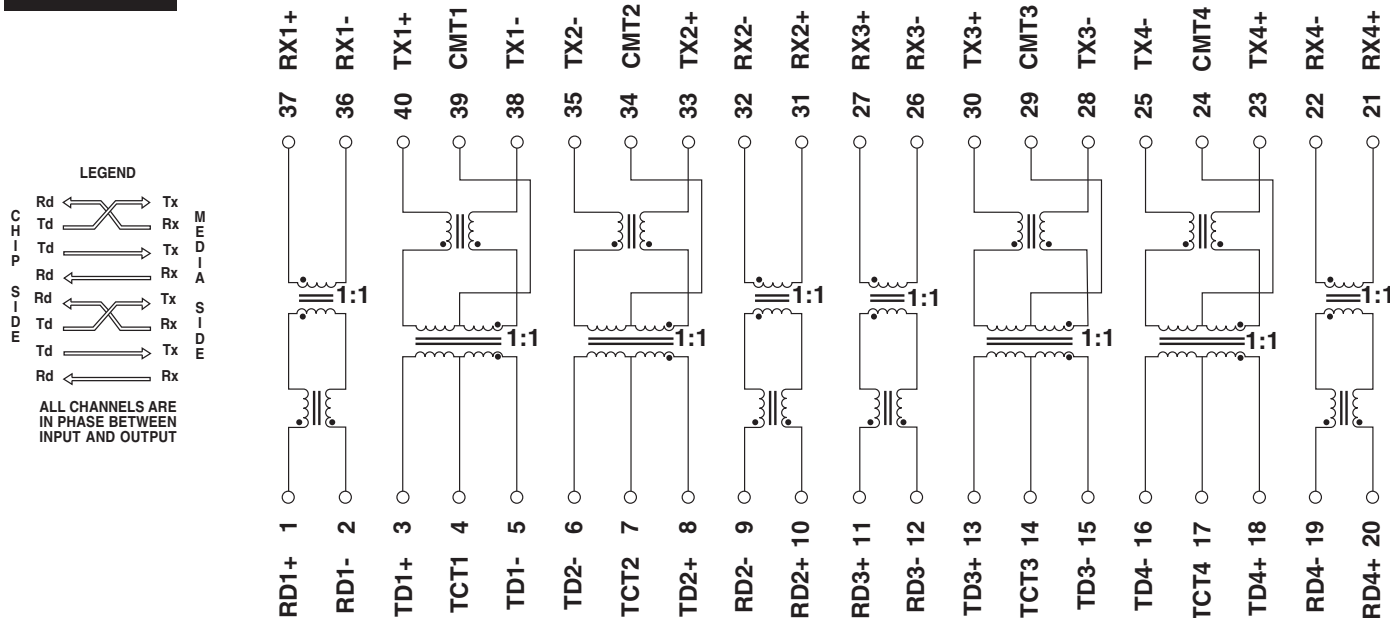 RX1+ RX1- TX1+ CMT1 TX1- TX2- CMT2 TX2+ RX2- RX2+ RX3+ RX3- TX3+ CMT3 TX3- TX4- CMT4 TX4+ RX4- RX4+
37 36 40 39 38 35 34 33 32 31 27 26 30 29 28 25 24 23 22 21
LEGEND
CHIP SIDE
MEDIA SIDE
Rd Tx
Td Rx
Td Tx
Rd Rx
Rd Tx
Td Rx
Td Tx
Rd Rx
ALL CHANNELS ARE
IN PHASE BETWEEN
INPUT AND OUTPUT
1:1 1:1 1:1 1:1
1:1 1:1 1:1 1:1
1 2 3 4 5 6 7 8 9 10 11 12 13 14 15 16 17 18 19 20
RD1+ RD1- TD1+ TCT1 TD1- TD2- TCT2 TD2+ RD2- RD2+ RD3+ RD3- TD3+ TCT3 TD3- TD4- TCT4 TD4+ RD4- RD4+